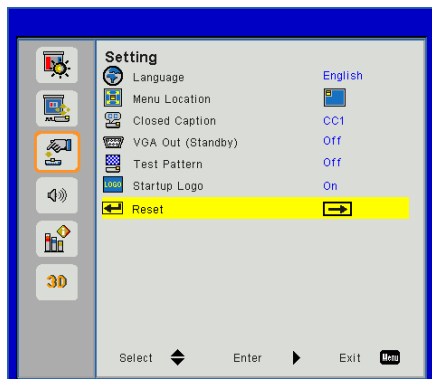 Setting
Language English
Menu Location
Closed Caption CC1
VGA Out (Standby) Off
Test Pattern Off
LOGO Startup Logo On
Reset
3D
Select Enter Exit Menu